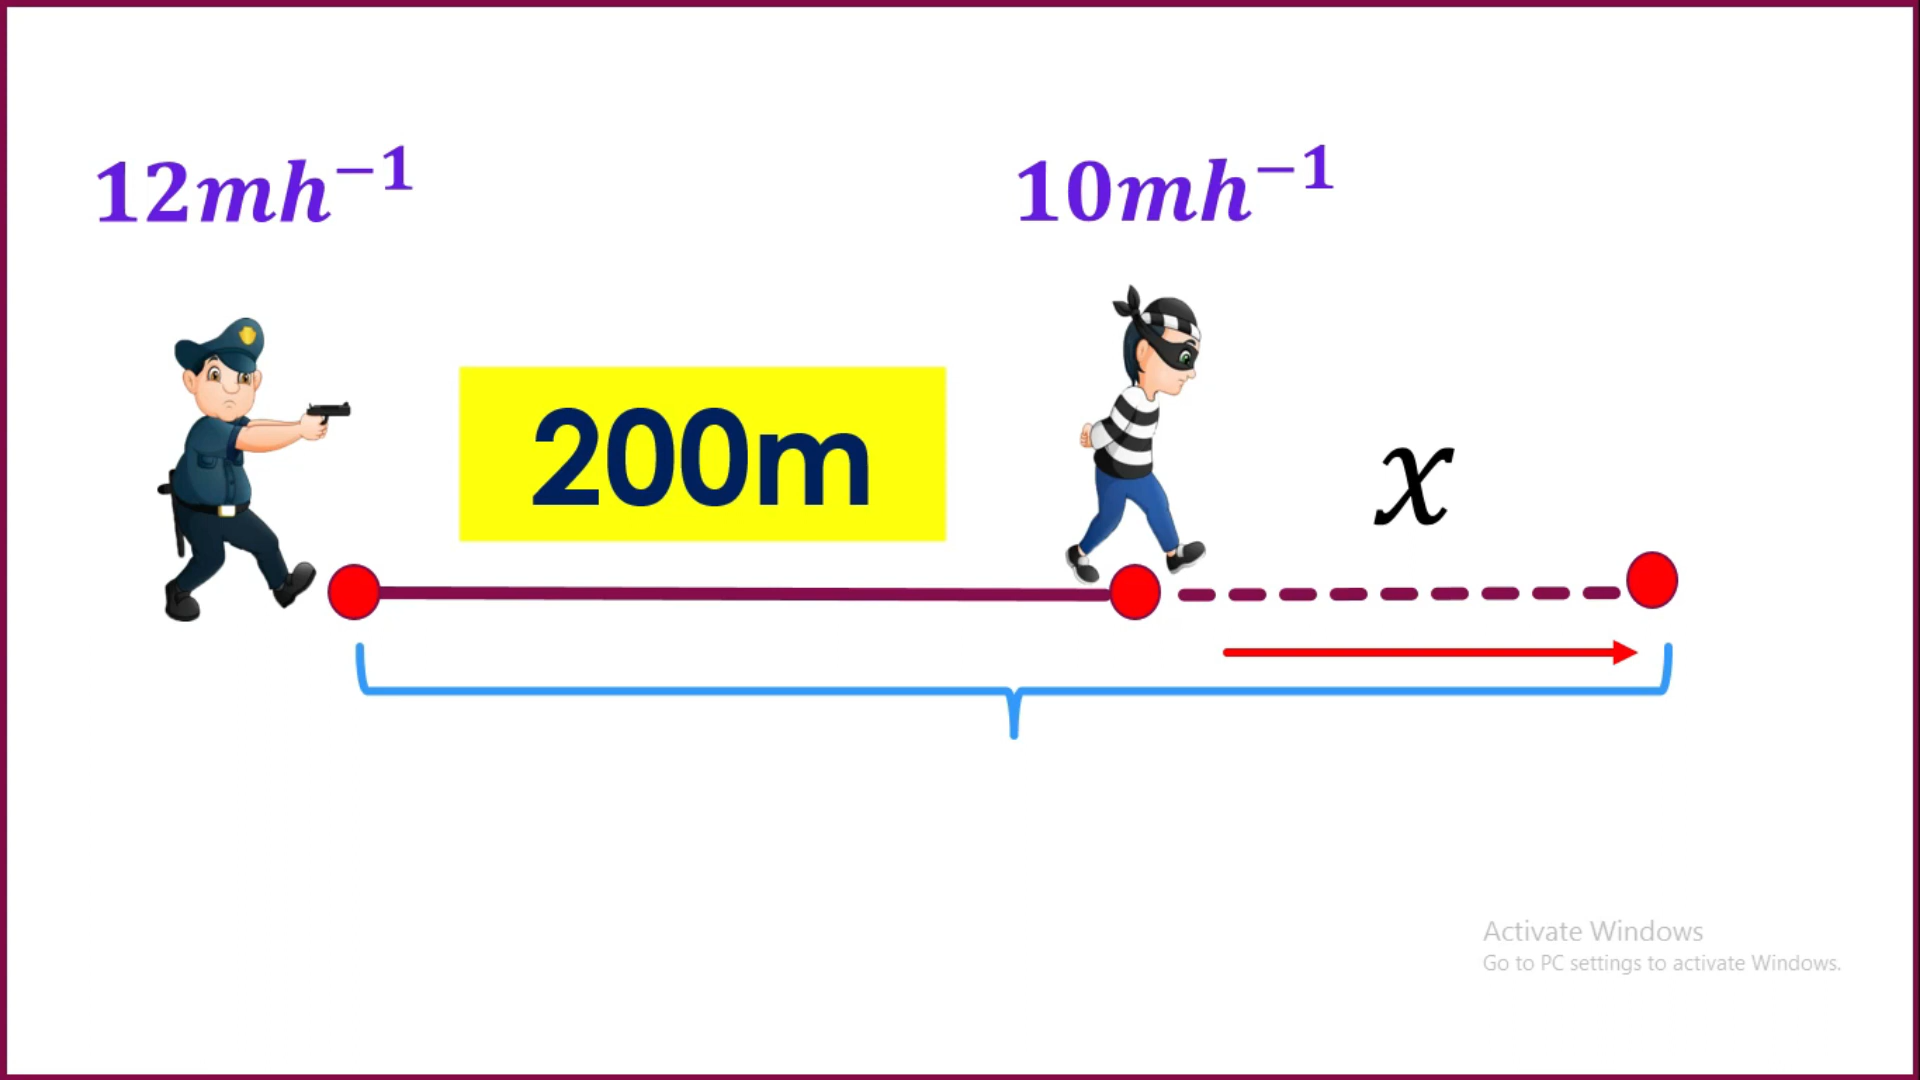 12mh⁻¹
10mh⁻¹
200m
x
Activate Windows
Go to PC settings to activate Windows.